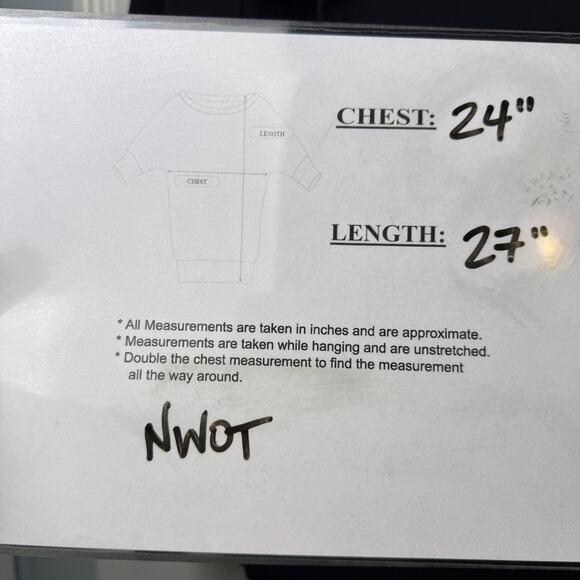 CHEST: 24"
LENGTH
CHEST
LENGTH: 27"
* All Measurements are taken in inches and are approximate.
* Measurements are taken while hanging and are unstretched.
* Double the chest measurement to find the measurement
all the way around.
NWOT